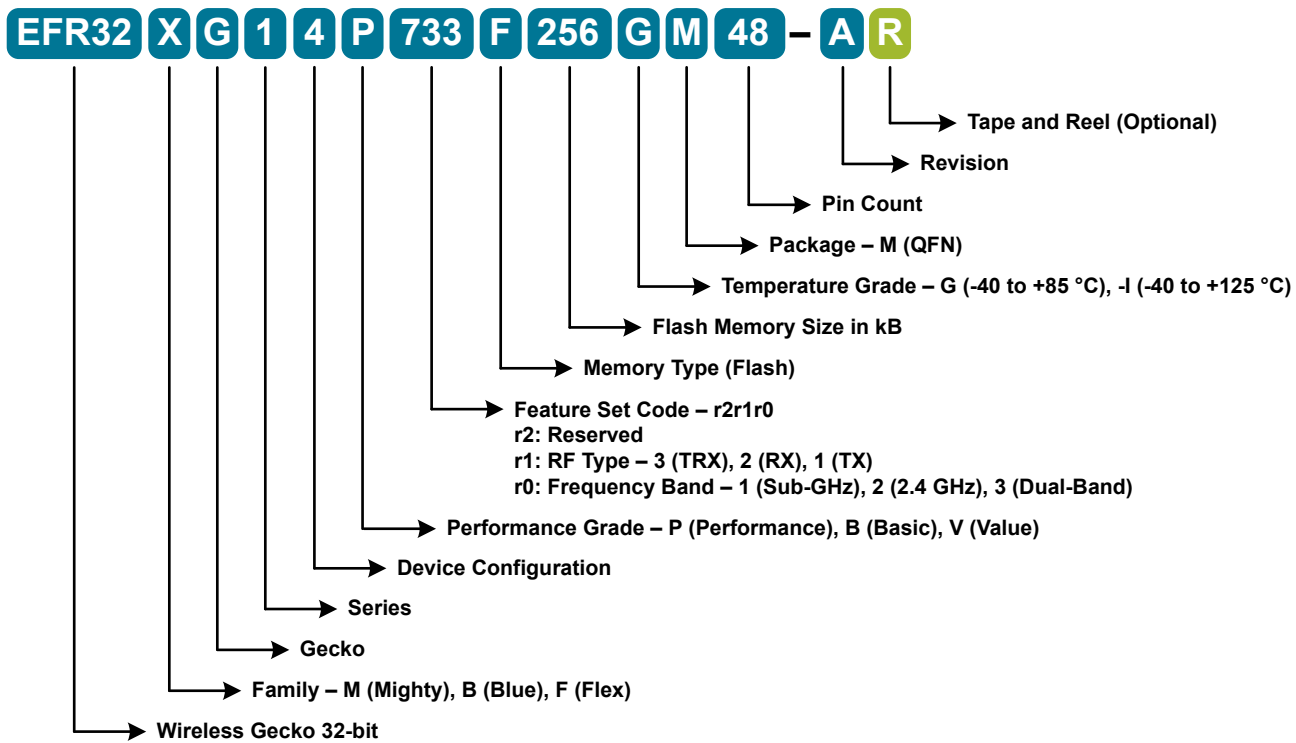 EFR32 X G 1 4 P 733 F 256 G M 48 – A R
Tape and Reel (Optional)
Revision
Pin Count
Package – M (QFN)
Temperature Grade – G (-40 to +85 °C), -I (-40 to +125 °C)
Flash Memory Size in kB
Memory Type (Flash)
Feature Set Code – r2r1r0
r2: Reserved
r1: RF Type – 3 (TRX), 2 (RX), 1 (TX)
r0: Frequency Band – 1 (Sub-GHz), 2 (2.4 GHz), 3 (Dual-Band)
Performance Grade – P (Performance), B (Basic), V (Value)
Device Configuration
Series
Gecko
Family – M (Mighty), B (Blue), F (Flex)
Wireless Gecko 32-bit